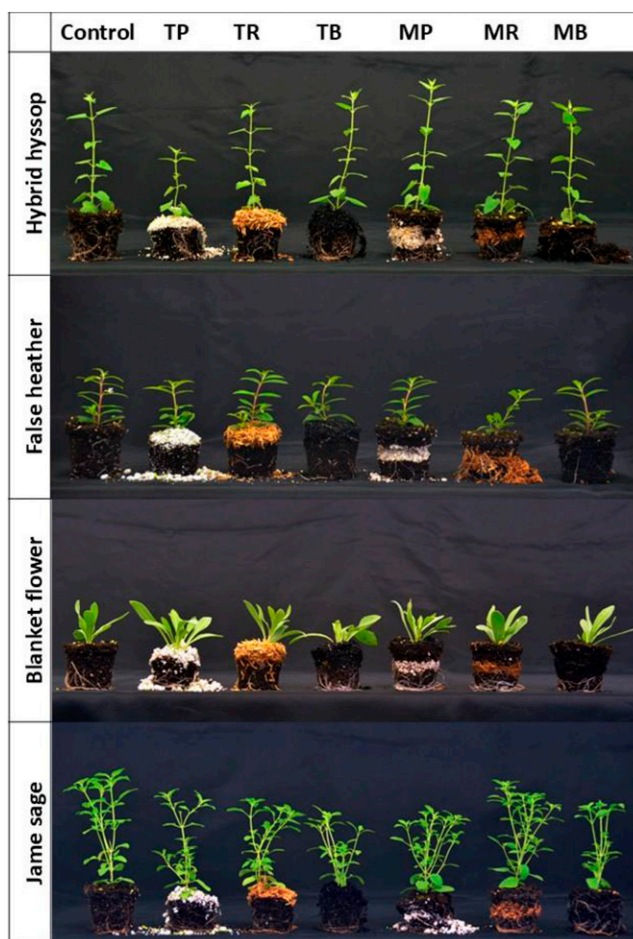 Control TP TR TB MP MR MB
Hybrid hyssop
False heather
Blanket flower
Jame sage